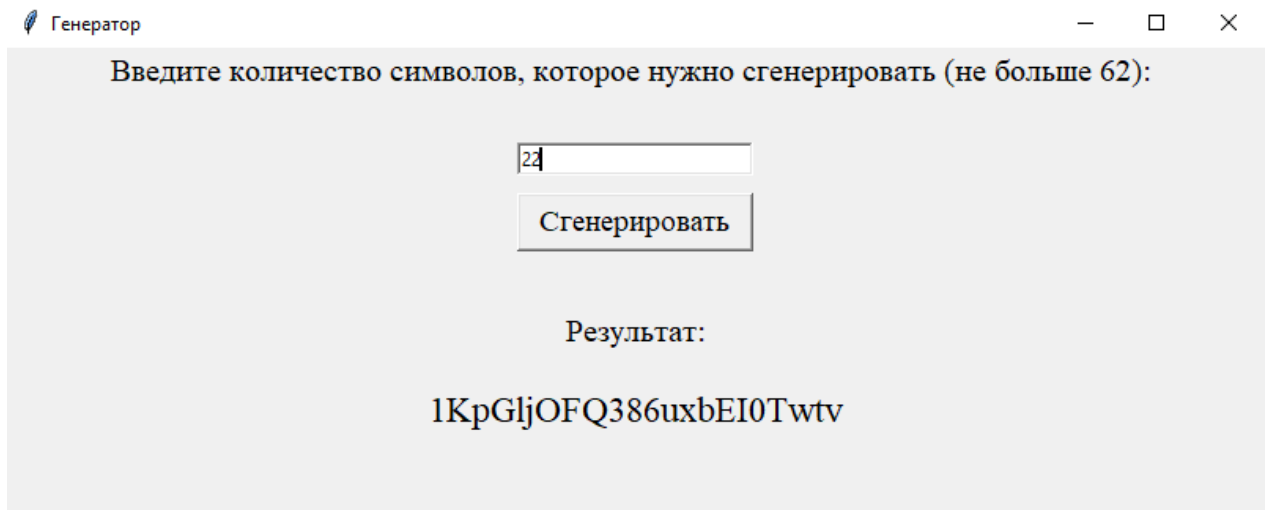 Генератор
Введите количество символов, которое нужно сгенерировать (не больше 62):
22
Сгенерировать
Результат:
1KpGljOFQ386uxbEI0Twtv